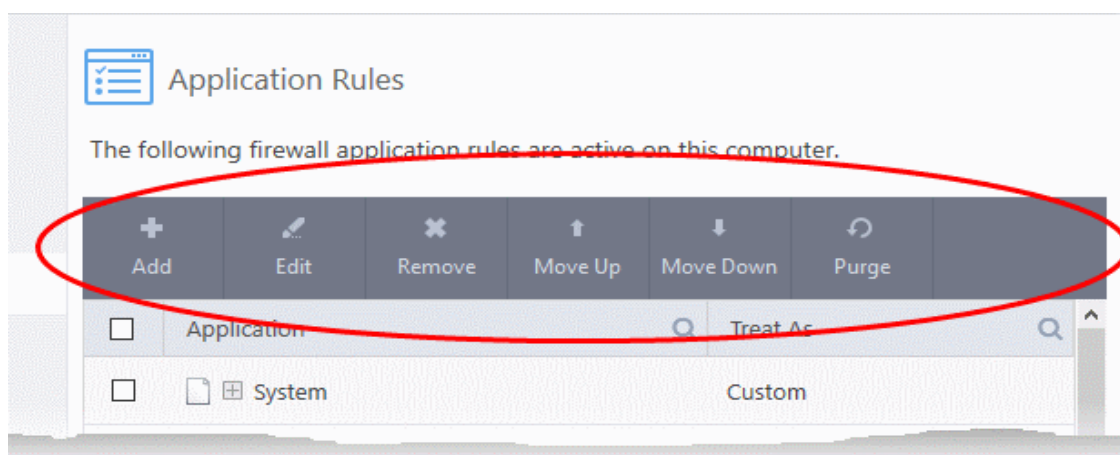 Application Rules
The following firewall application rules are active on this computer.
Add Edit Remove Move Up Move Down Purge
Application Treat As
System Custom